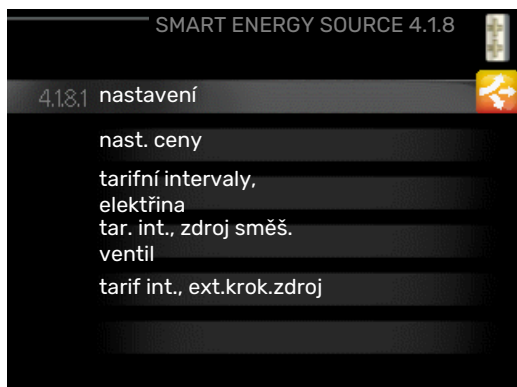 SMART ENERGY SOURCE 4.1.8
4.1.8.1 nastavení
nast. ceny
tarifní intervaly,
elektřina
tar. int., zdroj směš.
ventil
tarif int., ext.krok.zdroj